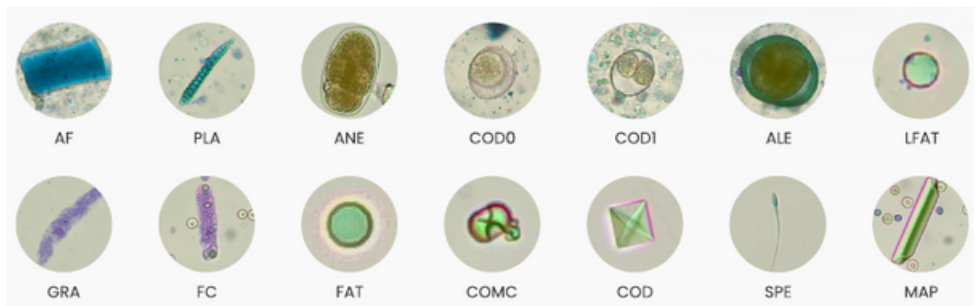 AF PLA ANE COD0 COD1 ALE LFAT
GRA FC FAT COMC COD SPE MAP